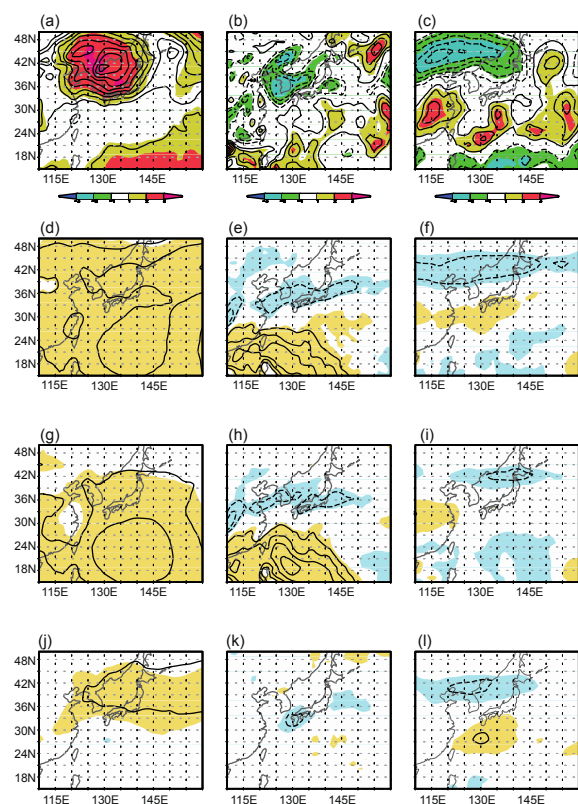 (a) (b) (c)
48N
42N
36N
30N
24N
18N
115E 130E 145E 115E 130E 145E 115E 130E 145E
(d) (e) (f)
48N
42N
36N
30N
24N
18N
115E 130E 145E 115E 130E 145E 115E 130E 145E
(g) (h) (i)
48N
42N
36N
30N
24N
18N
115E 130E 145E 115E 130E 145E 115E 130E 145E
(j) (k) (l)
48N
42N
36N
30N
24N
18N
115E 130E 145E 115E 130E 145E 115E 130E 145E